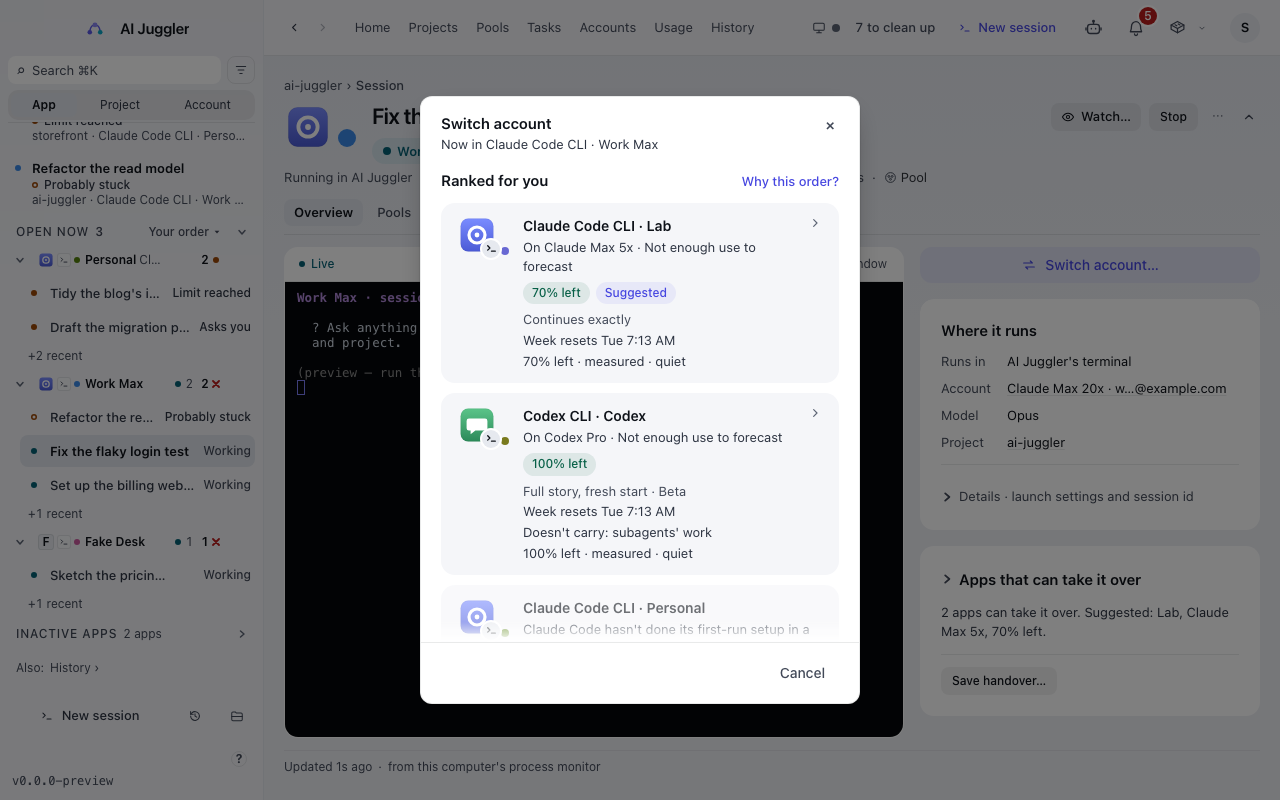 AI Juggler
Search ⌘K
App Project Account
Limit reached
storefront · Claude Code CLI · Perso...
Refactor the read model
Probably stuck
ai-juggler · Claude Code CLI · Work ...
OPEN NOW 3 Your order
Personal Cl... 2
Tidy the blog's i... Limit reached
Draft the migration p... Asks you
+2 recent
Work Max 2 2
Refactor the re... Probably stuck
Fix the flaky login test Working
Set up the billing web... Working
+1 recent
F Fake Desk 1 1
Sketch the pricin... Working
+1 recent
INACTIVE APPS 2 apps
Also: History ›
New session
?
v0.0.0-preview
Home Projects Pools Tasks Accounts Usage History
7 to clean up
New session
5
S
ai-juggler › Session
Fix th
Wor
Watch...
Stop
Running in AI Juggler
s · Pool
Overview Pools
Live
ndow
Work Max · sessio
? Ask anything
and project.
(preview — run th
Switch account
Now in Claude Code CLI · Work Max
Ranked for you
Why this order?
Claude Code CLI · Lab
On Claude Max 5x · Not enough use to
forecast
70% left Suggested
Continues exactly
Week resets Tue 7:13 AM
70% left · measured · quiet
Codex CLI · Codex
On Codex Pro · Not enough use to forecast
100% left
Full story, fresh start · Beta
Week resets Tue 7:13 AM
Doesn't carry: subagents' work
100% left · measured · quiet
Claude Code CLI · Personal
Claude Code hasn't done its first-run setup in a
Cancel
Switch account...
Where it runs
Runs in AI Juggler's terminal
Account Claude Max 20x · w...@example.com
Model Opus
Project ai-juggler
Details · launch settings and session id
Apps that can take it over
2 apps can take it over. Suggested: Lab, Claude
Max 5x, 70% left.
Save handover...
Updated 1s ago · from this computer's process monitor